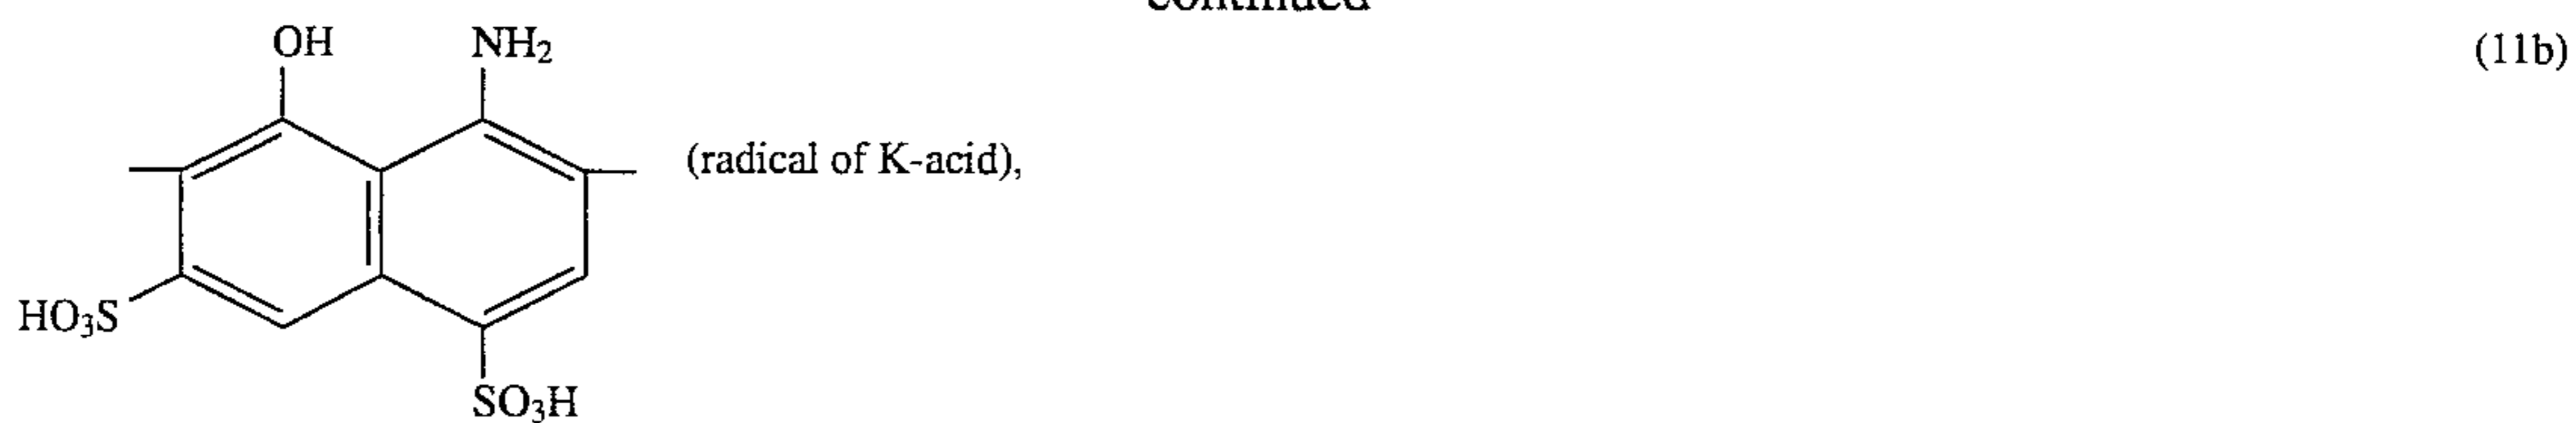 continued
OH NH₂ (11b)
(radical of K-acid),
HO₃S
SO₃H